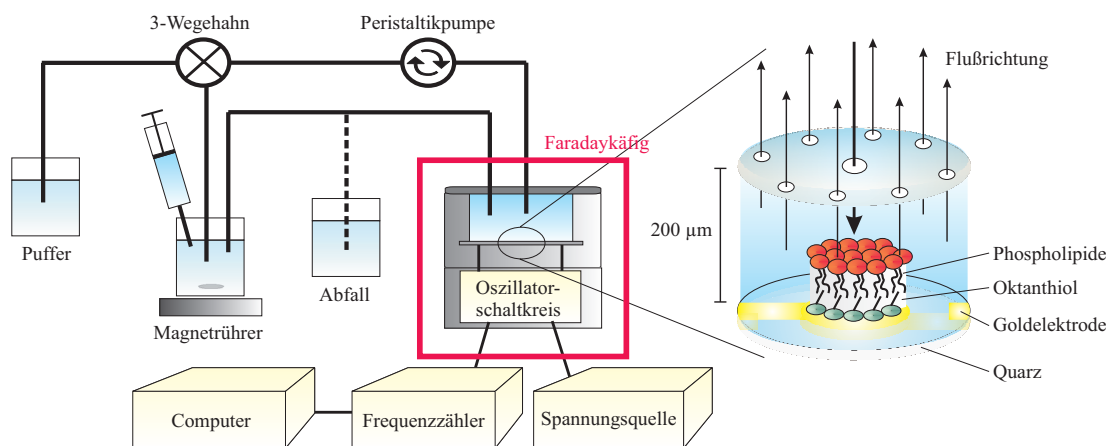 3-Wegehahn
Peristaltikpumpe
Flußrichtung
Faradaykäfig
200 µm
Puffer
Magnetrührer
Abfall
Oszillator-
schaltkreis
Phospholipide
Oktanthiol
Goldelektrode
Quarz
Computer
Frequenzzähler
Spannungsquelle